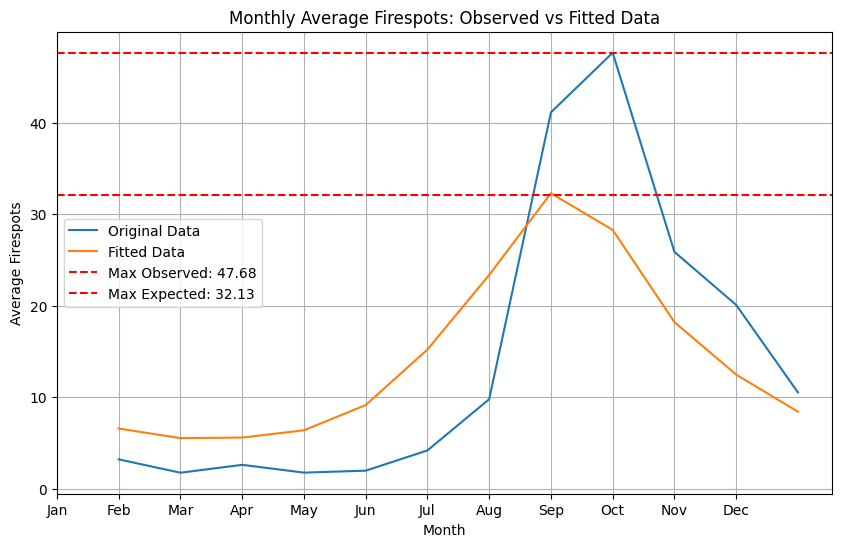 Monthly Average Firespots: Observed vs Fitted Data
40
30
20
10
0
Average Firespots
Original Data
Fitted Data
Max Observed: 47.68
Max Expected: 32.13
Jan Feb Mar Apr May Jun Jul Aug Sep Oct Nov Dec
Month